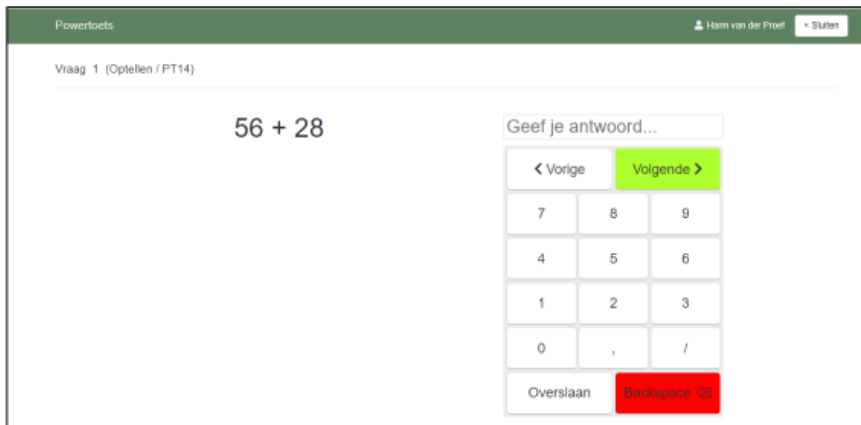 Powertoets
Harm van der Proef × Sluiten
Vraag 1 (Optellen / PT14)
56 + 28
Geef je antwoord...
Vorige Volgende
7 8 9
4 5 6
1 2 3
0 , /
Overslaan Backspace